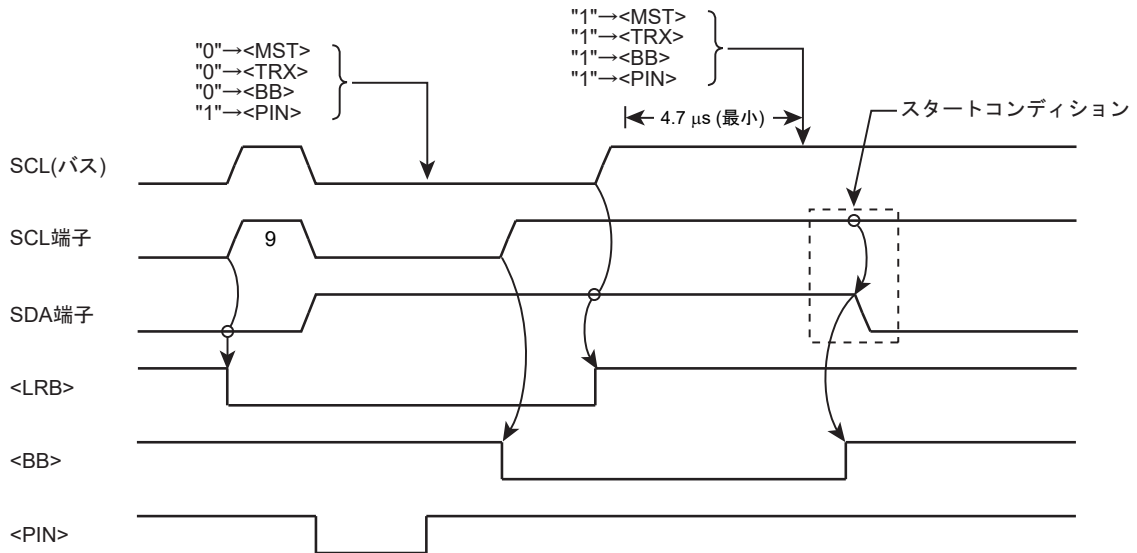 "0"→<MST>
"0"→<TRX>
"0"→<BB>
"1"→<PIN>
"1"→<MST>
"1"→<TRX>
"1"→<BB>
"1"→<PIN>
4.7 μs (最小)
スタートコンディション
SCL(バス)
SCL端子
9
SDA端子
<LRB>
<BB>
<PIN>